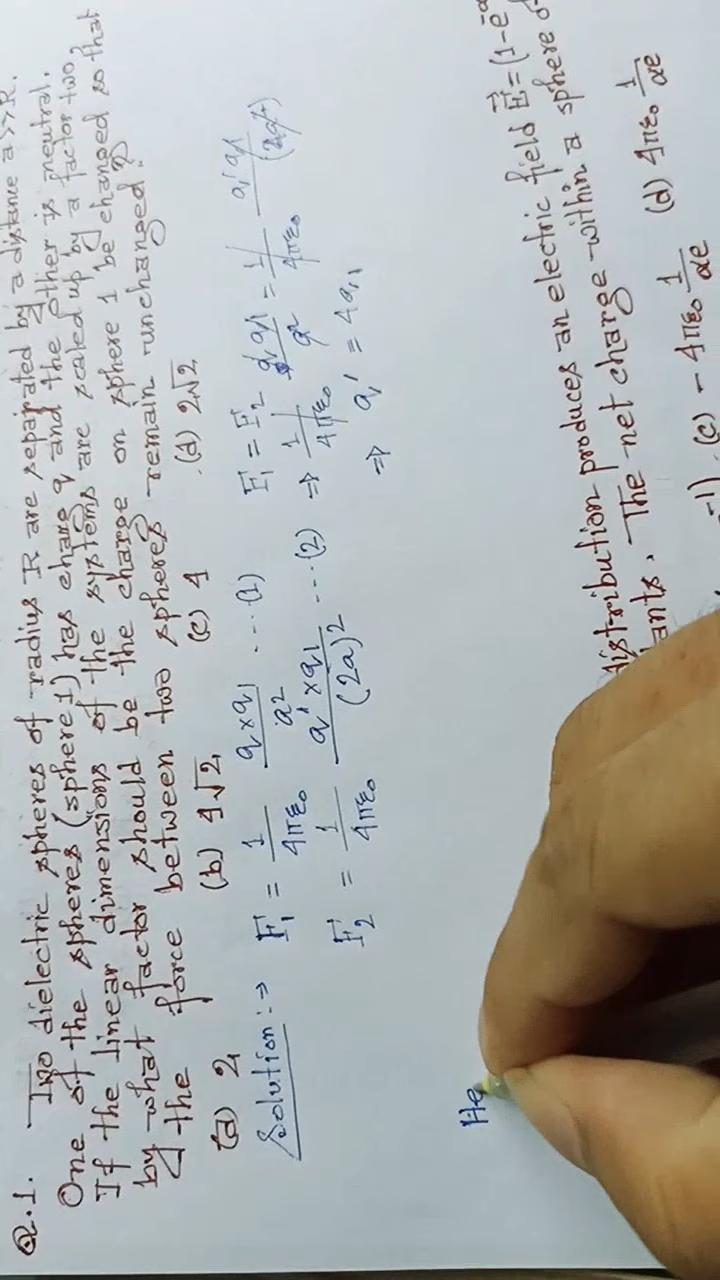 Q.1. Two dielectric spheres of radius R are separated by a distance a>>R.
One of the spheres (sphere 1) has charge q and the other is neutral.
If the linear dimensions of the systems are scaled up by a factor two,
by what factor should be the charge on sphere 1 be changed so that
the force between two spheres remain unchanged?
(a) 2 (b) 4√2 (c) 4 (d) 2√2
Solution :→ F₁ = 1/4πε₀ q×q₁/a² ...(1) F₁ = F₂
F₂ = 1/4πε₀ q'×q₁/(2a)² ...(2) ⇒ 1/4πε₀ q q₁/a² = 1/4πε₀ q' q₁/(2a)²
⇒ q' = 4q,
He
distribution produces an electric field E⃗ = (1-e
ants. The net charge within a sphere of
-1) (c) - 4πε₀ 1/αe (d) 4πε₀ 1/αe